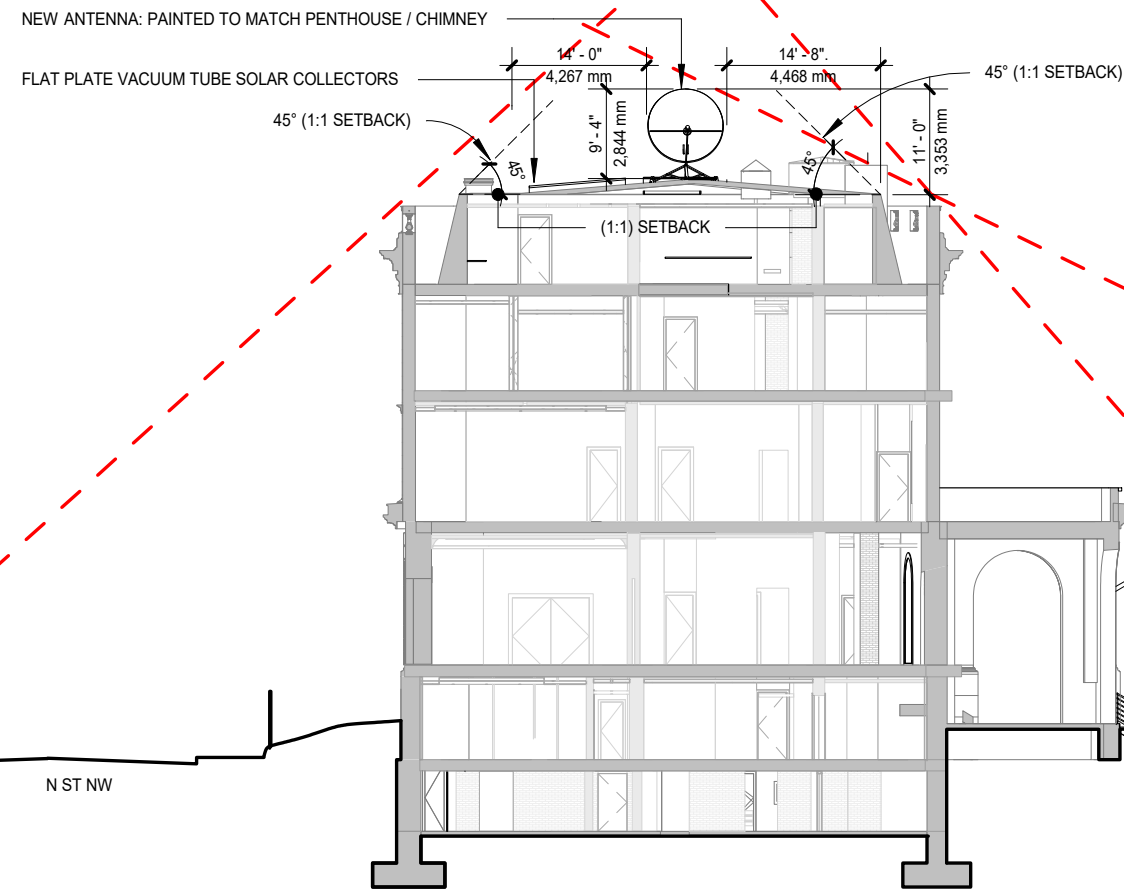 NEW ANTENNA: PAINTED TO MATCH PENTHOUSE / CHIMNEY
14' - 0"
14' - 8".
FLAT PLATE VACUUM TUBE SOLAR COLLECTORS
4,267 mm
4,468 mm
45° (1:1 SETBACK)
45° (1:1 SETBACK)
9' - 4"
2,844 mm
11' - 0"
3,353 mm
45°
45°
(1:1) SETBACK
N ST NW